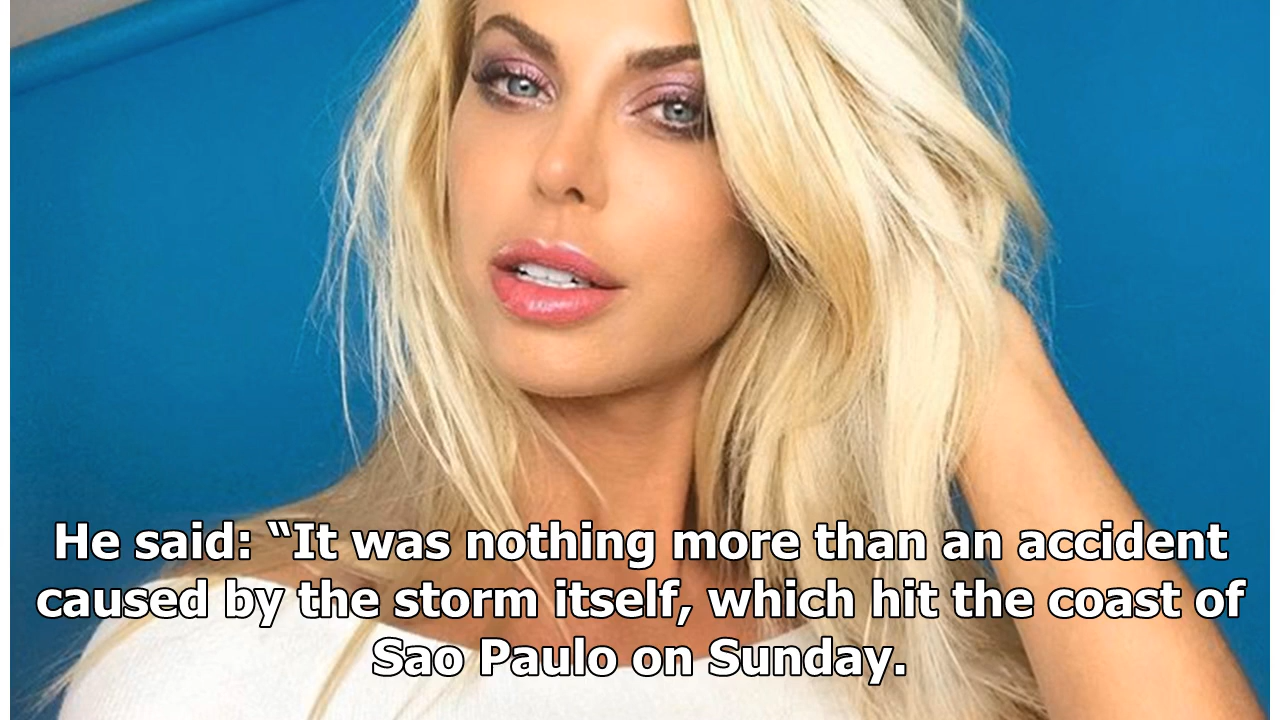 He said: “It was nothing more than an accident
caused by the storm itself, which hit the coast of
Sao Paulo on Sunday.